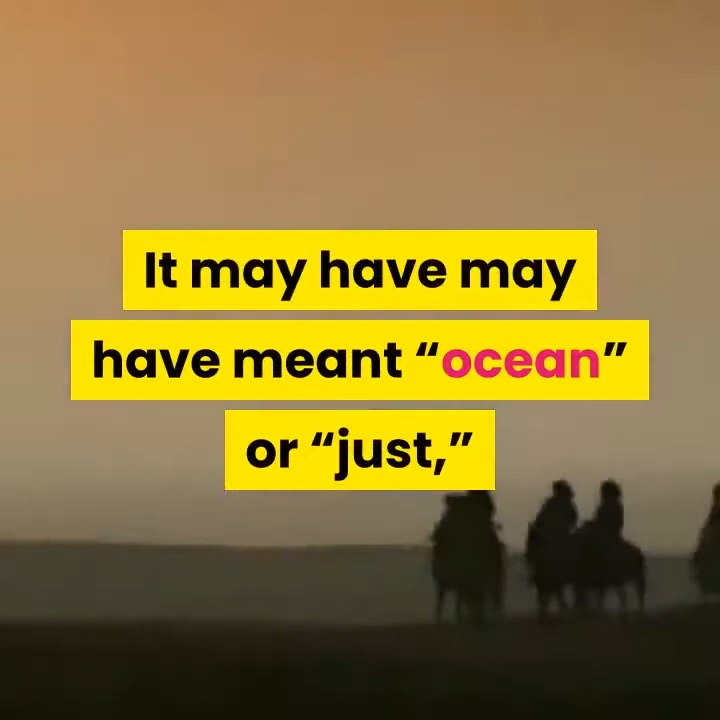 It may have may
have meant “ocean”
or “just,”